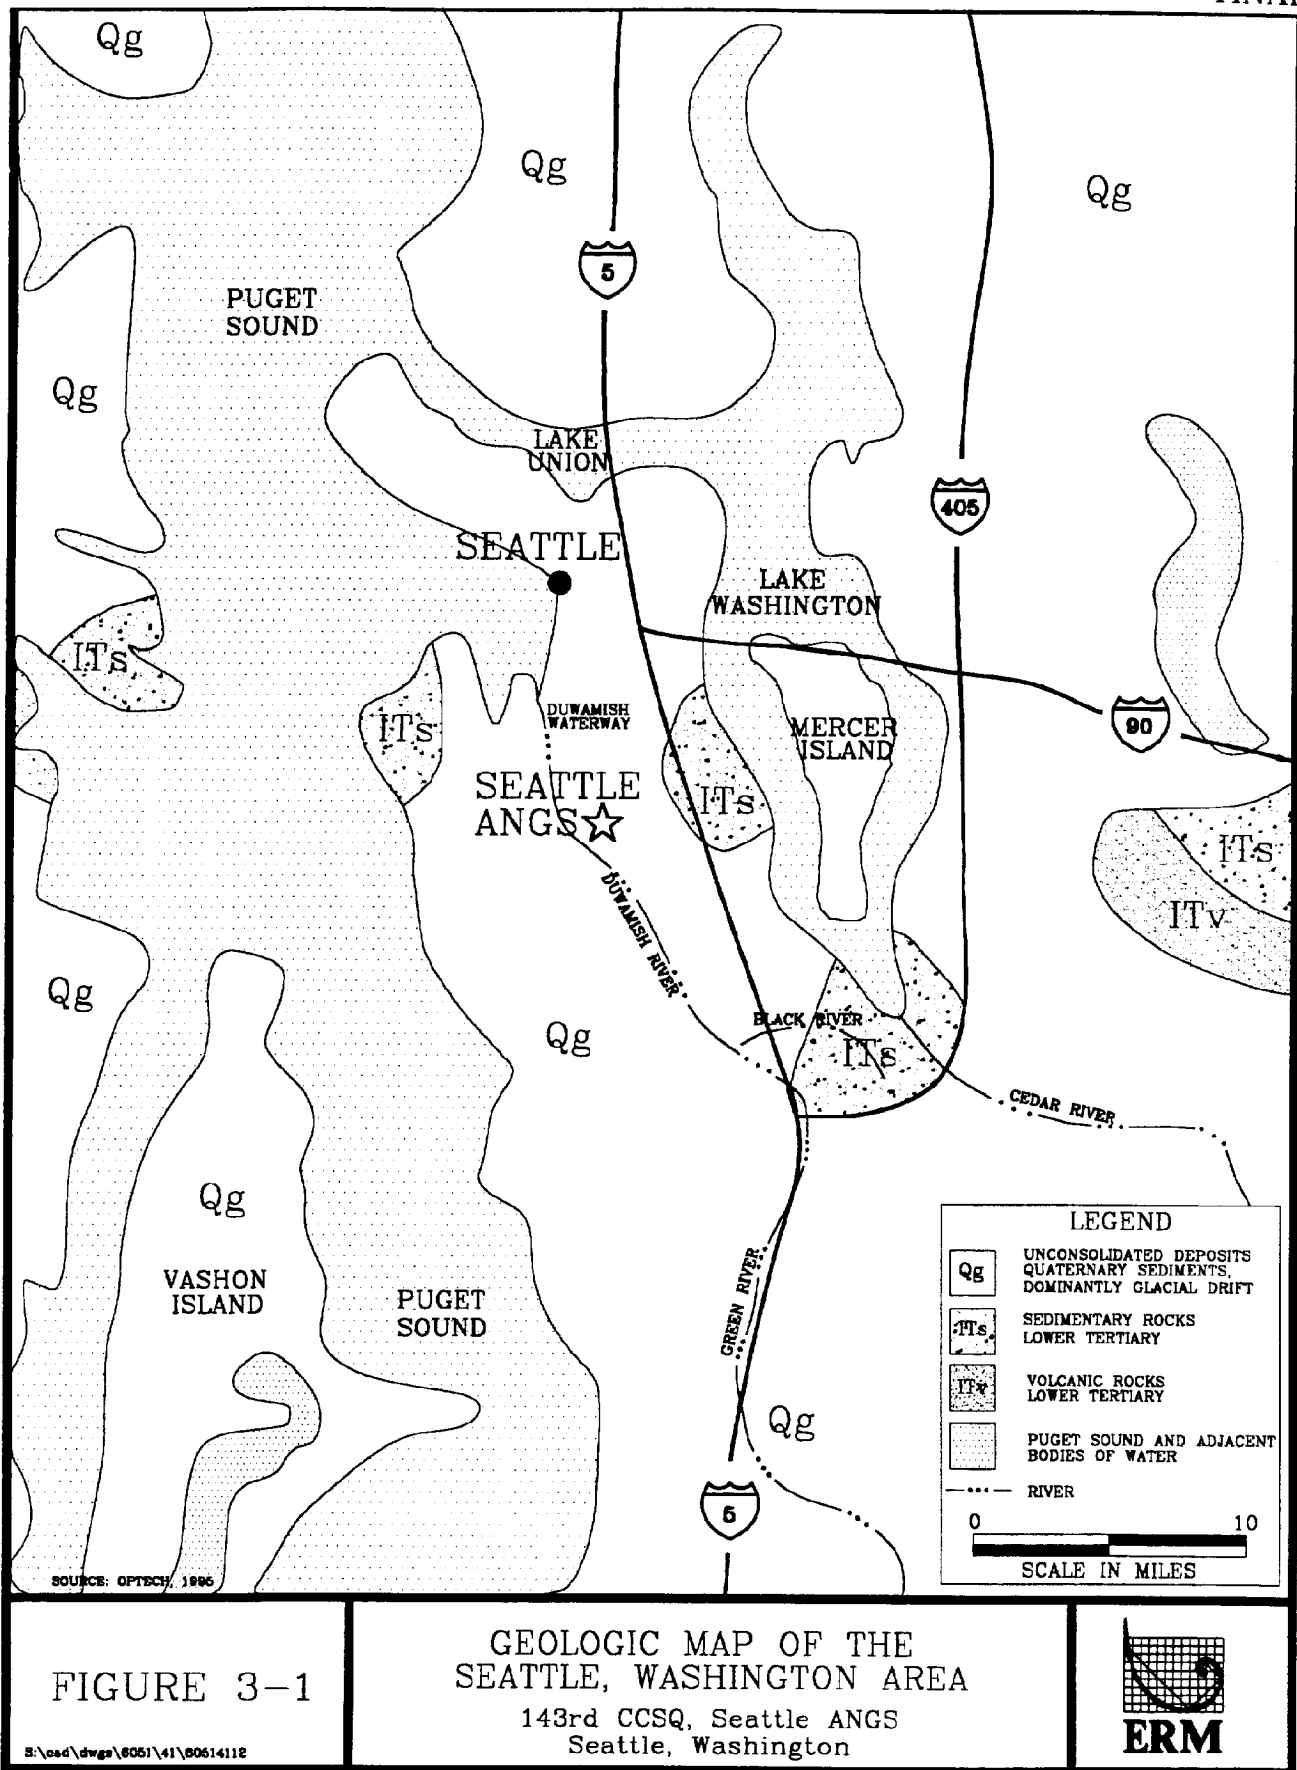 Qg
Qg
Qg
5
PUGET
SOUND
Qg
LAKE
UNION
405
SEATTLE
LAKE
WASHINGTON
lTs
lTs
DUWAMISH
WATERWAY
MERCER
ISLAND
90
SEATTLE
ANGS
lTs
lTs
lTv
DUWAMISH RIVER
Qg
Qg
BLACK RIVER
lTs
CEDAR RIVER
Qg
VASHON
ISLAND
PUGET
SOUND
GREEN RIVER
Qg
5
LEGEND
Qg
UNCONSOLIDATED DEPOSITS
QUATERNARY SEDIMENTS,
DOMINANTLY GLACIAL DRIFT
lTs
SEDIMENTARY ROCKS
LOWER TERTIARY
lTv
VOLCANIC ROCKS
LOWER TERTIARY
PUGET SOUND AND ADJACENT
BODIES OF WATER
RIVER
0 10
SCALE IN MILES
SOURCE: OPTECH, 1995
FIGURE 3-1
S:\cad\dwgs\6051\41\60514112
GEOLOGIC MAP OF THE
SEATTLE, WASHINGTON AREA
143rd CCSQ, Seattle ANGS
Seattle, Washington
ERM